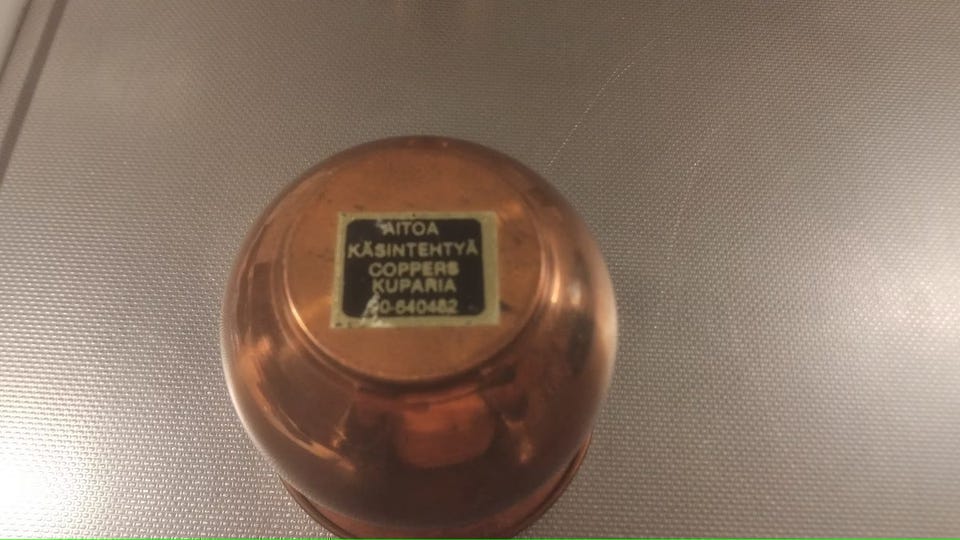 AITOA
KÄSINTEHTYÄ
COPPERS
KUPARIA